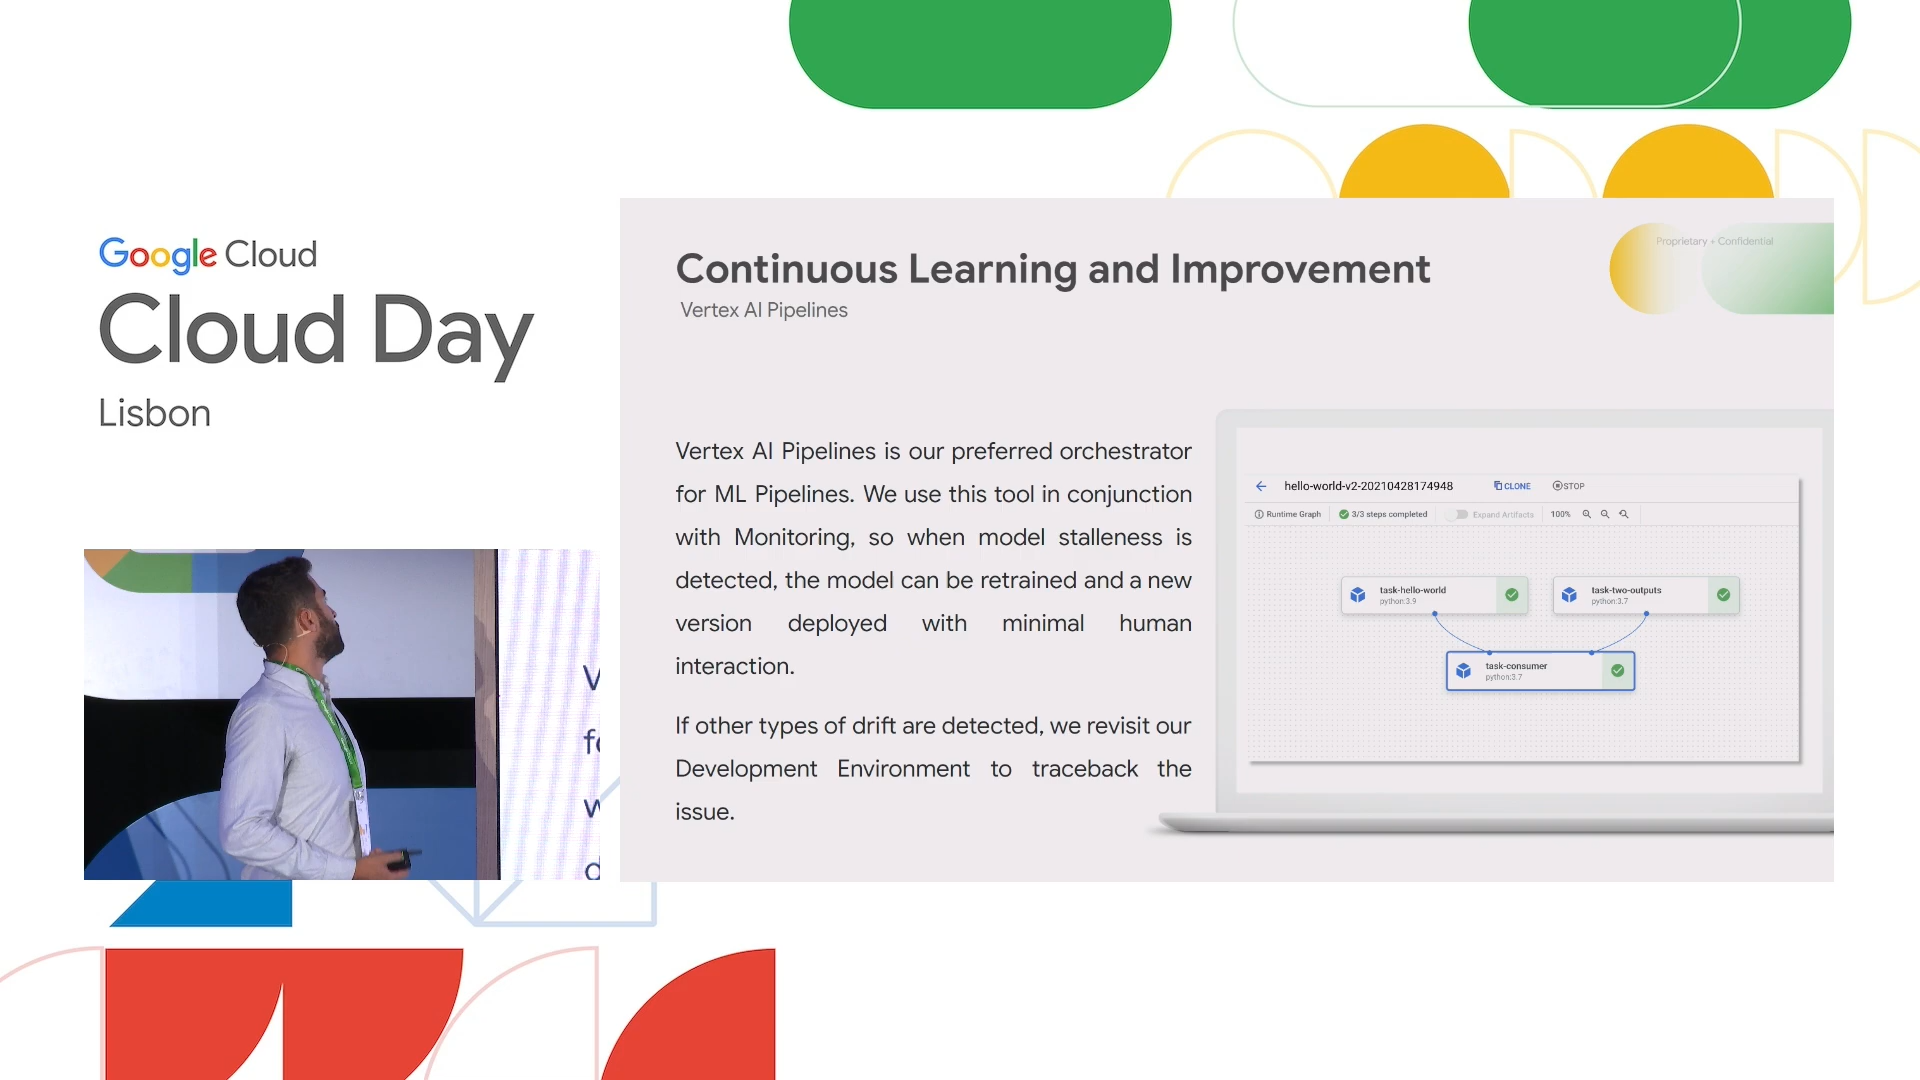 Google Cloud
Cloud Day
Lisbon
Proprietary + Confidential
Continuous Learning and Improvement
Vertex AI Pipelines
Vertex AI Pipelines is our preferred orchestrator
for ML Pipelines. We use this tool in conjunction
with Monitoring, so when model stalleness is
detected, the model can be retrained and a new
version deployed with minimal human
interaction.
If other types of drift are detected, we revisit our
Development Environment to traceback the
issue.
hello-world-v2-20210428174948 CLONE STOP
Runtime Graph 3/3 steps completed Expand Artifacts 100%
task-hello-world
python:3.9
task-two-outputs
python:3.7
task-consumer
python:3.7